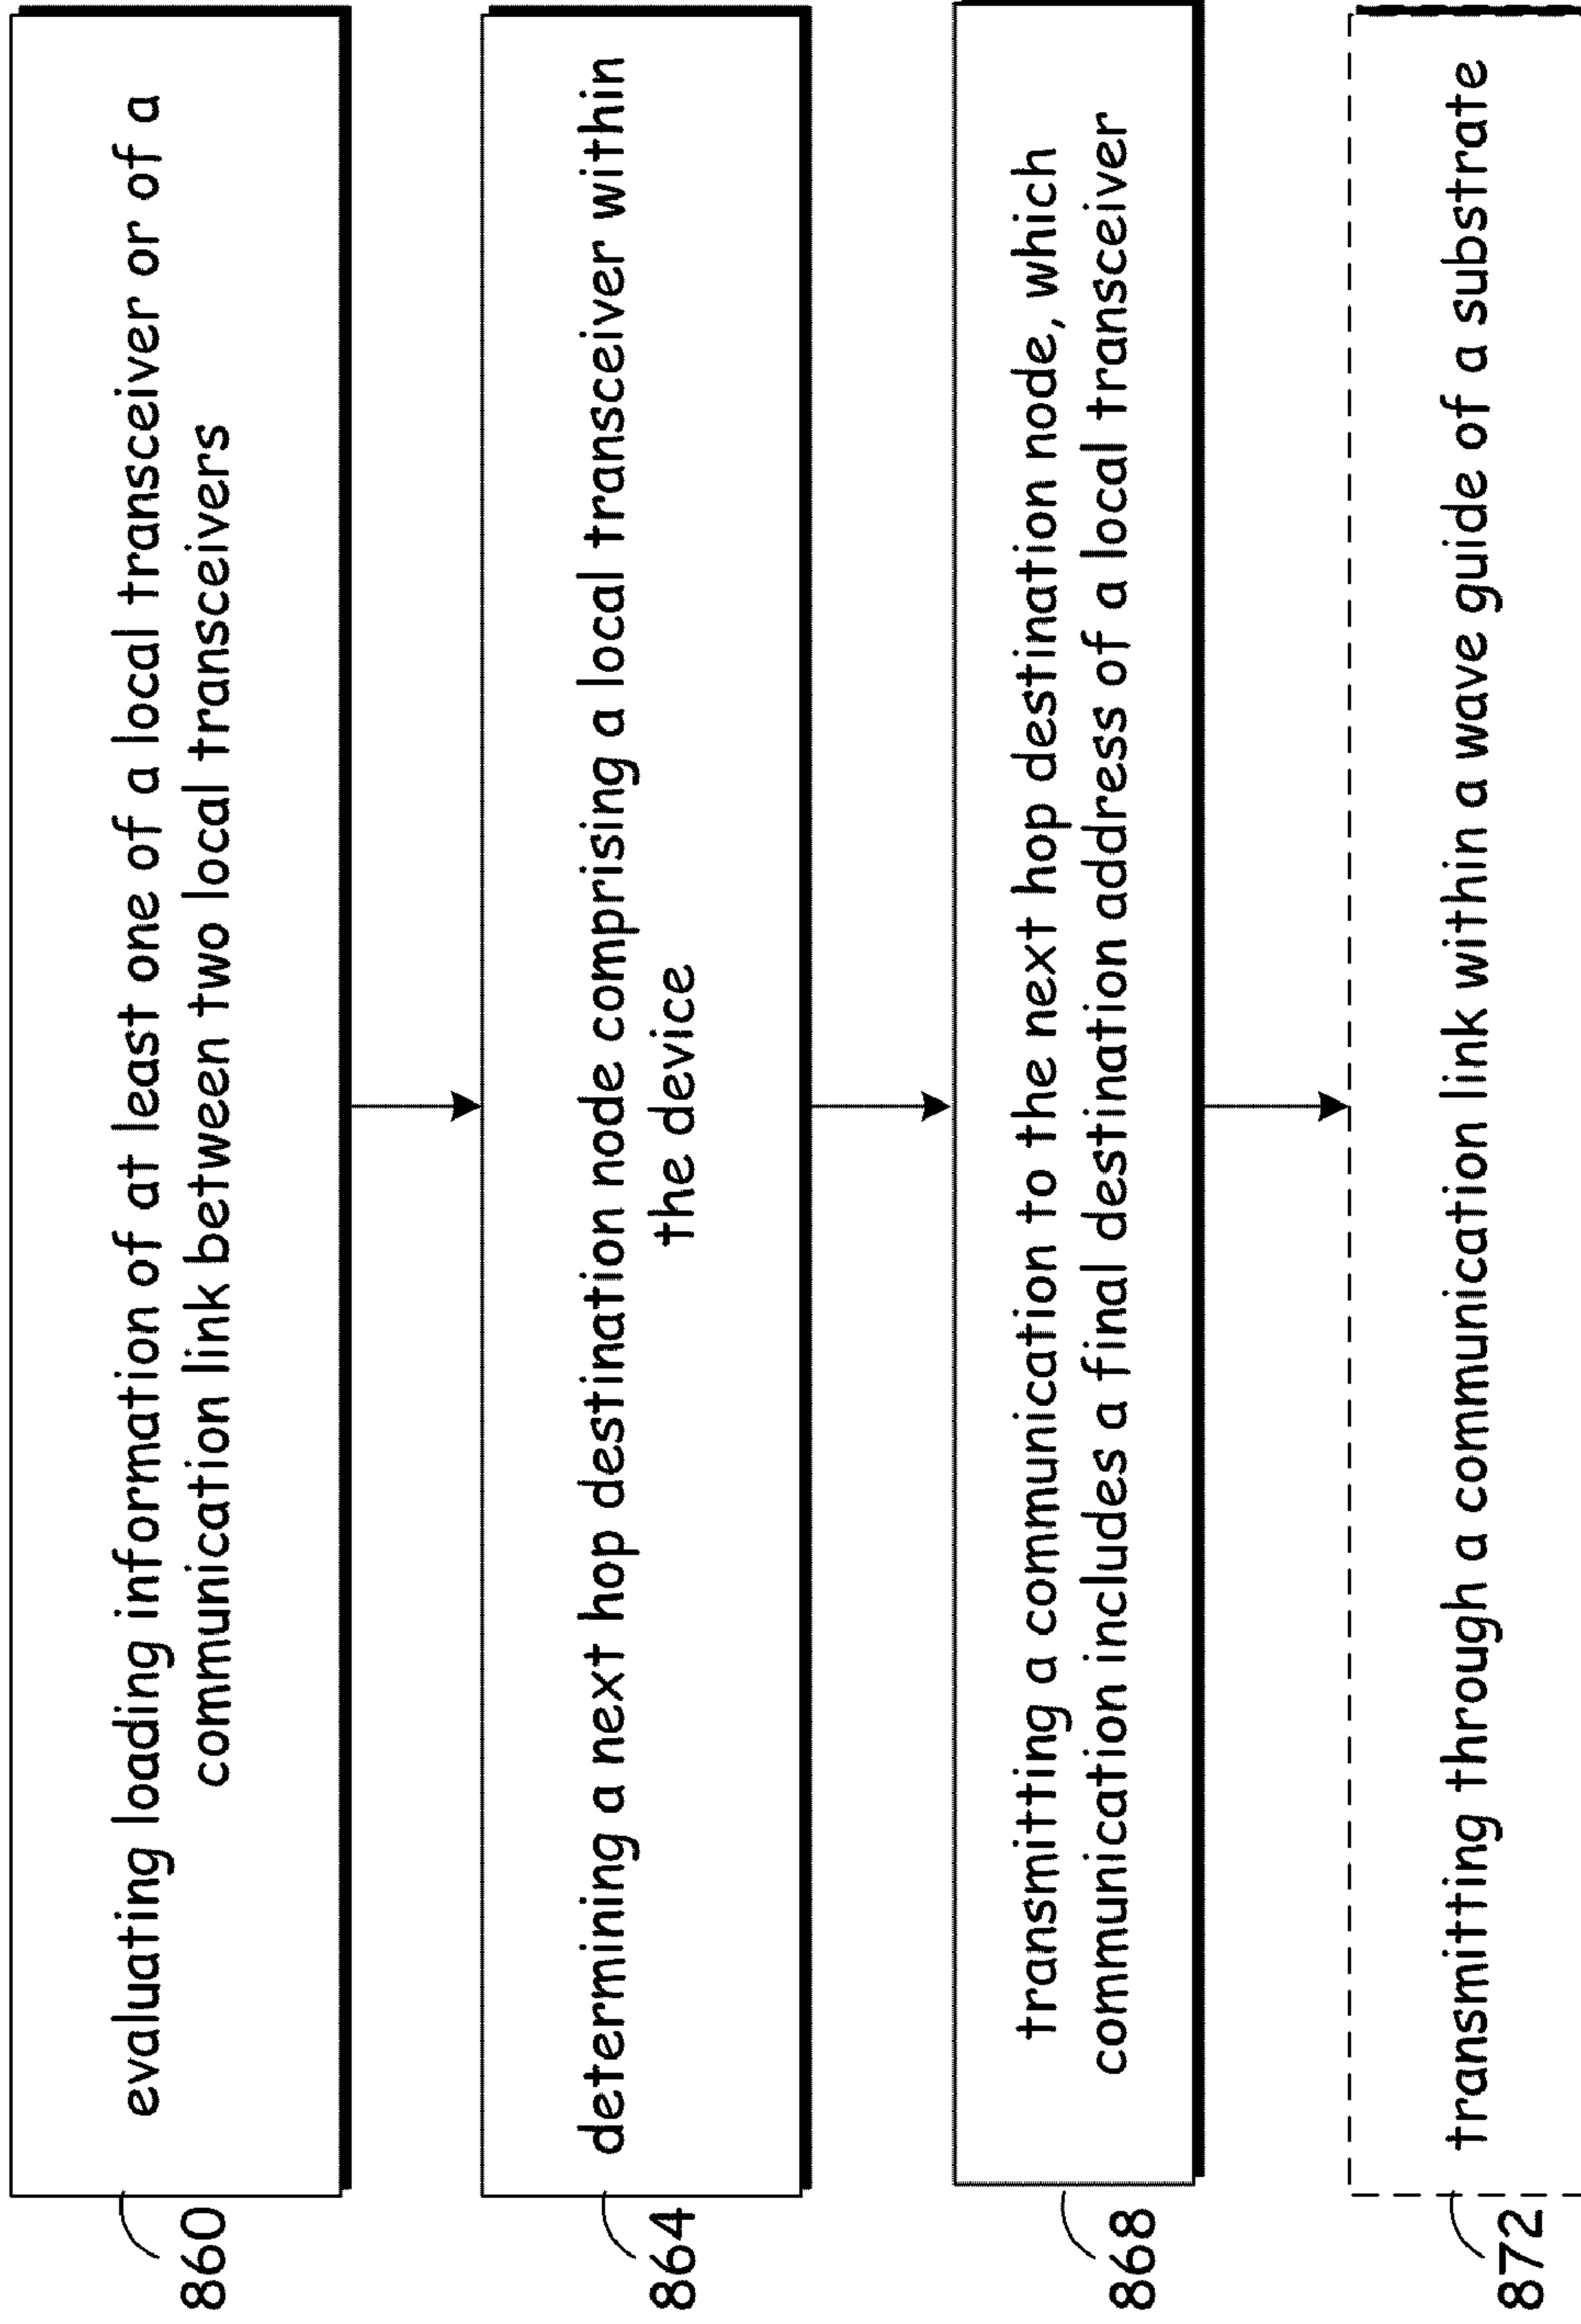 evaluating loading information of at least one of a local transceiver or of a
communication link between two local transceivers
860
determining a next hop destination node comprising a local transceiver within
the device
864
transmitting a communication to the next hop destination node, which
communication includes a final destination address of a local transceiver
868
transmitting through a communication link within a wave guide of a substrate
872